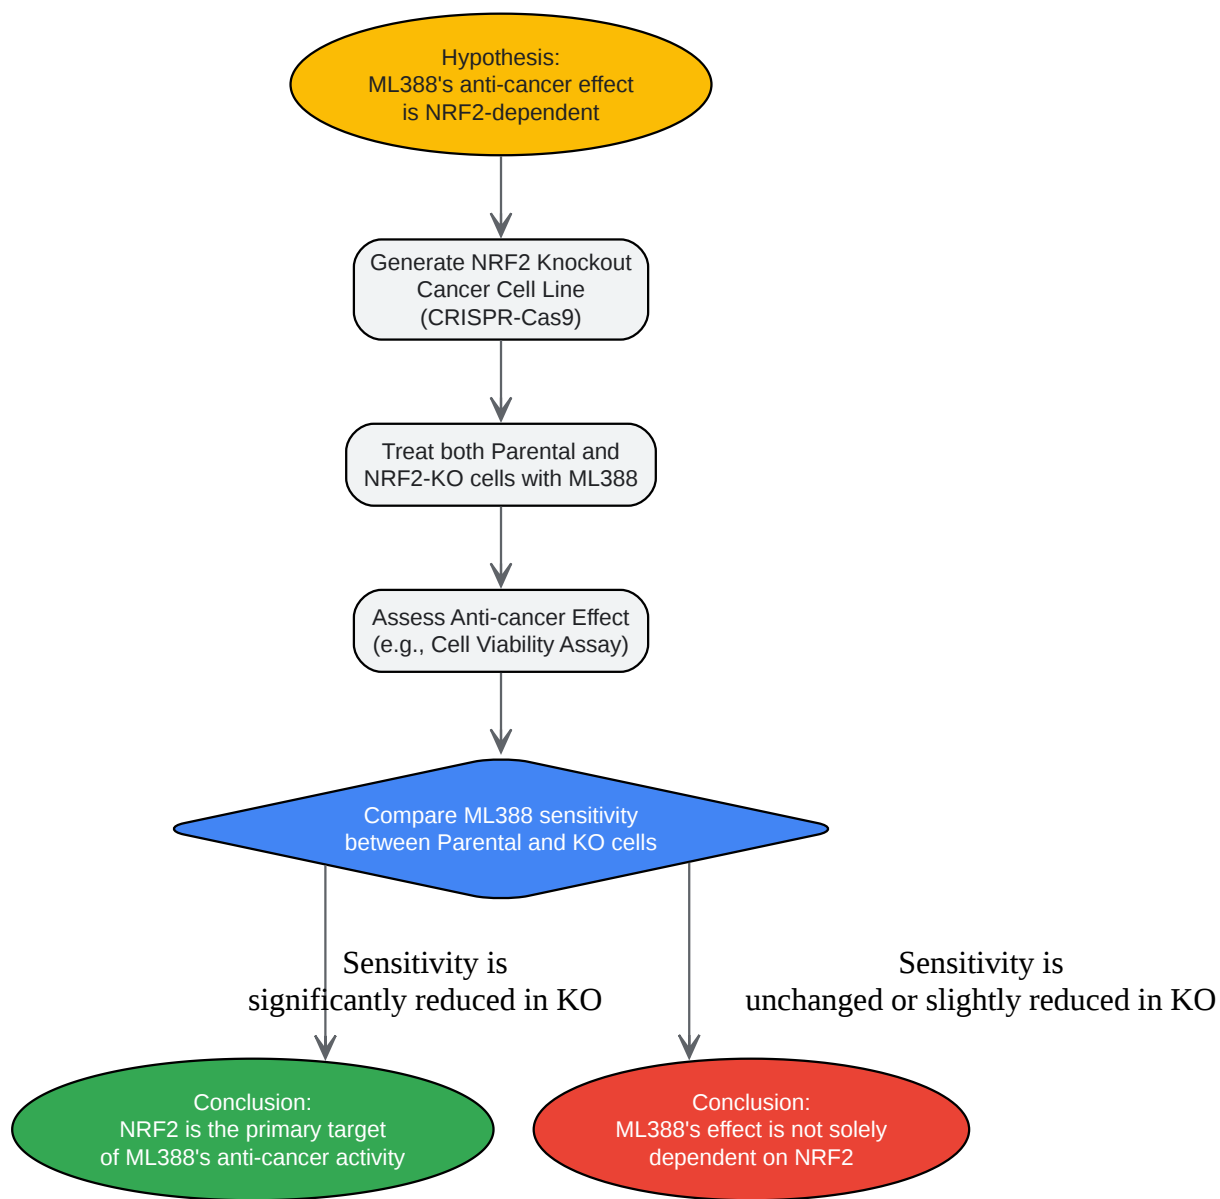 Hypothesis:
ML388's anti-cancer effect
is NRF2-dependent
Generate NRF2 Knockout
Cancer Cell Line
(CRISPR-Cas9)
Treat both Parental and
NRF2-KO cells with ML388
Assess Anti-cancer Effect
(e.g., Cell Viability Assay)
Compare ML388 sensitivity
between Parental and KO cells
Sensitivity is
significantly reduced in KO
Sensitivity is
unchanged or slightly reduced in KO
Conclusion:
NRF2 is the primary target
of ML388's anti-cancer activity
Conclusion:
ML388's effect is not solely
dependent on NRF2